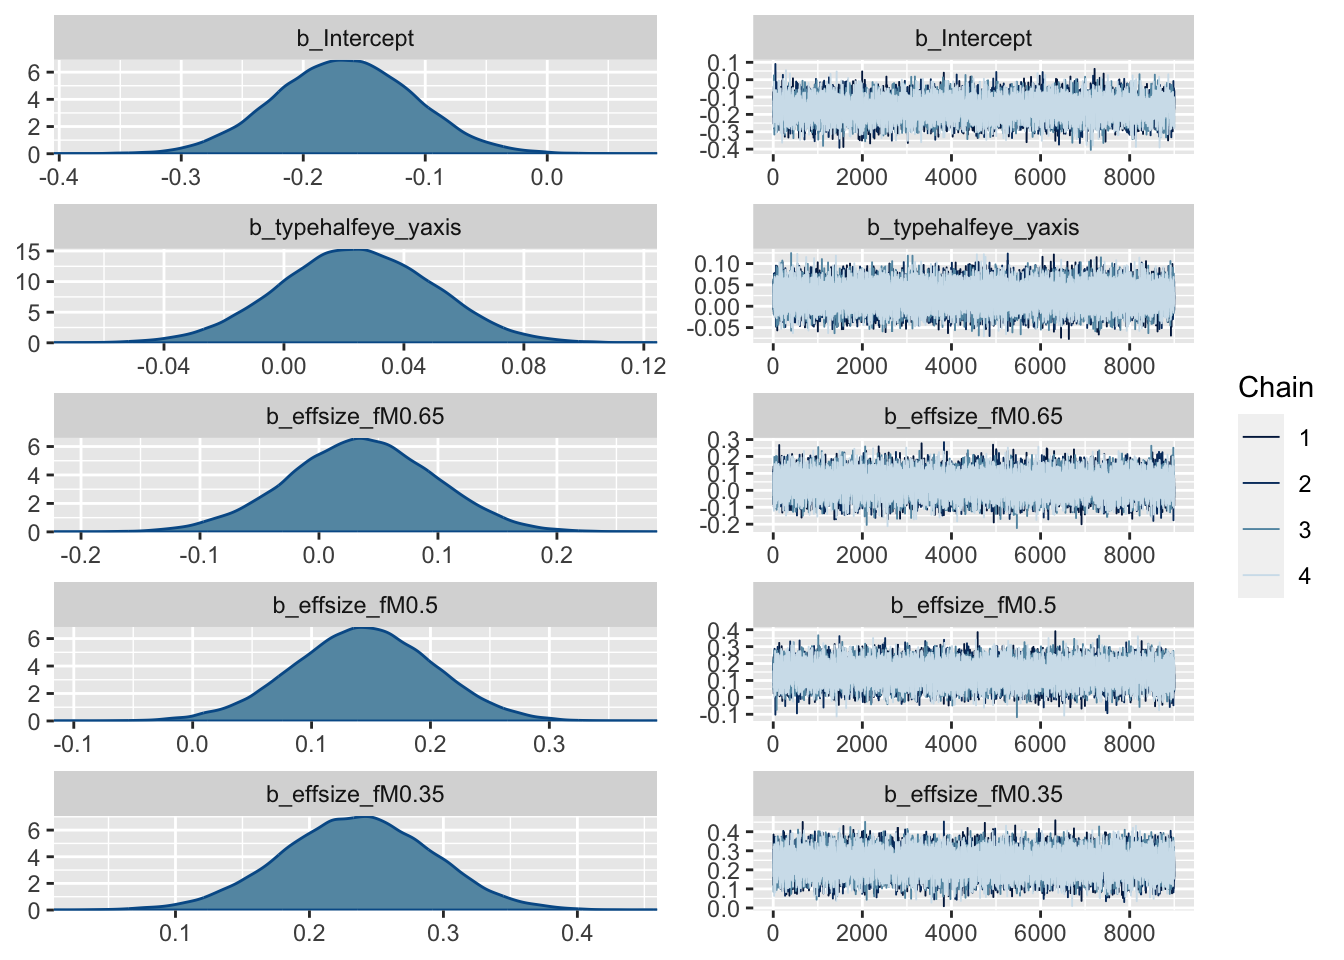 b_Intercept
6
4
2
0
-0.4 -0.3 -0.2 -0.1 0.0
b_Intercept
0.1
0.0
-0.1
-0.2
-0.3
-0.4
0 2000 4000 6000 8000
b_typehalfeye_yaxis
15
10
5
0
-0.04 0.00 0.04 0.08 0.12
b_typehalfeye_yaxis
0.10
0.05
0.00
-0.05
0 2000 4000 6000 8000
b_effsize_fM0.65
6
4
2
0
-0.2 -0.1 0.0 0.1 0.2
b_effsize_fM0.65
0.3
0.2
0.1
0.0
-0.1
-0.2
0 2000 4000 6000 8000
b_effsize_fM0.5
6
4
2
0
-0.1 0.0 0.1 0.2 0.3
b_effsize_fM0.5
0.4
0.3
0.2
0.1
0.0
-0.1
0 2000 4000 6000 8000
b_effsize_fM0.35
6
4
2
0
0.1 0.2 0.3 0.4
b_effsize_fM0.35
0.4
0.3
0.2
0.1
0.0
0 2000 4000 6000 8000
Chain
1
2
3
4